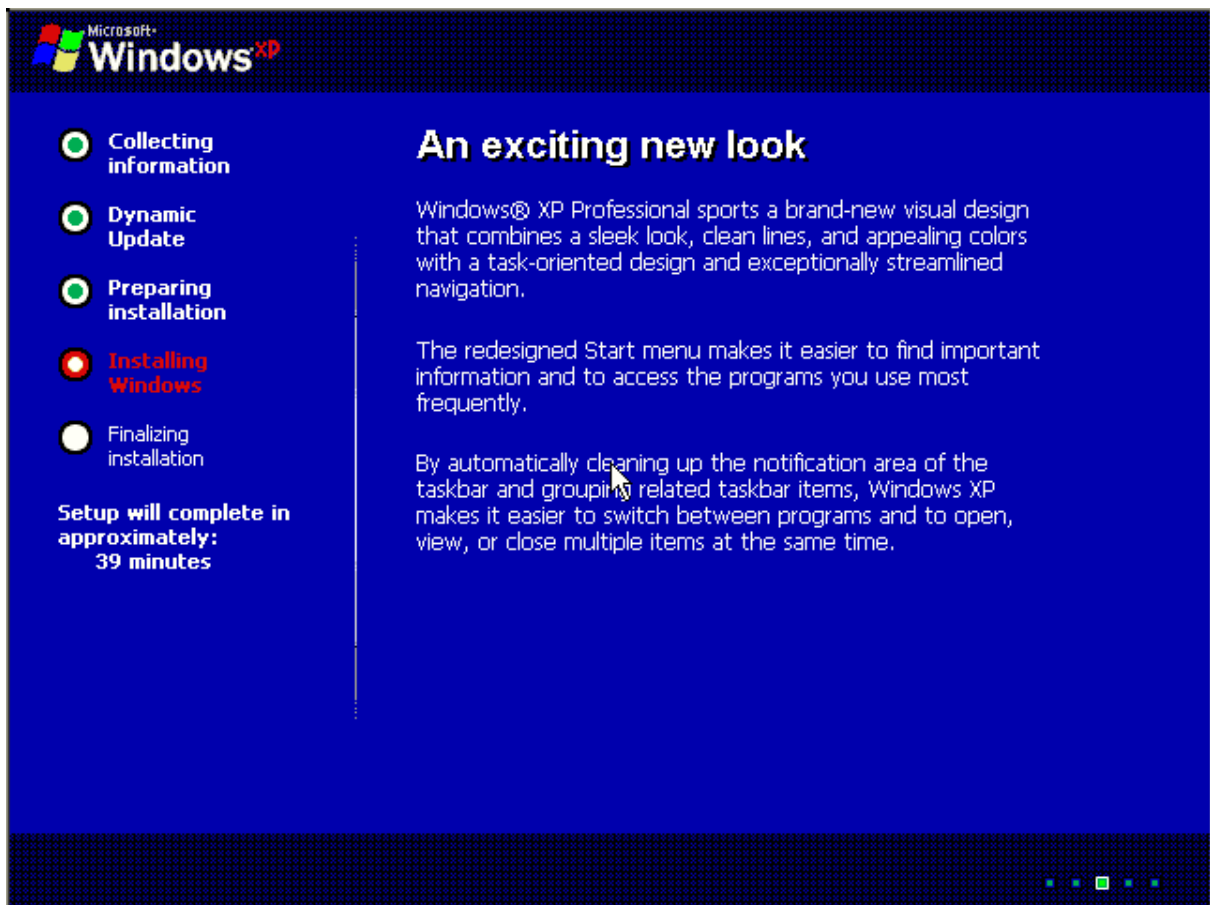 Microsoft
Windows XP
Collecting
information
Dynamic
Update
Preparing
installation
Installing
Windows
Finalizing
installation
Setup will complete in
approximately:
39 minutes
An exciting new look
Windows® XP Professional sports a brand-new visual design
that combines a sleek look, clean lines, and appealing colors
with a task-oriented design and exceptionally streamlined
navigation.
The redesigned Start menu makes it easier to find important
information and to access the programs you use most
frequently.
By automatically cleaning up the notification area of the
taskbar and grouping related taskbar items, Windows XP
makes it easier to switch between programs and to open,
view, or close multiple items at the same time.